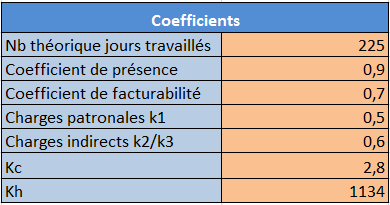 Coefficients
Nb théorique jours travaillés 225
Coefficient de présence 0,9
Coefficient de facturabilité 0,7
Charges patronales k1 0,5
Charges indirects k2/k3 0,6
Kc 2,8
Kh 1134